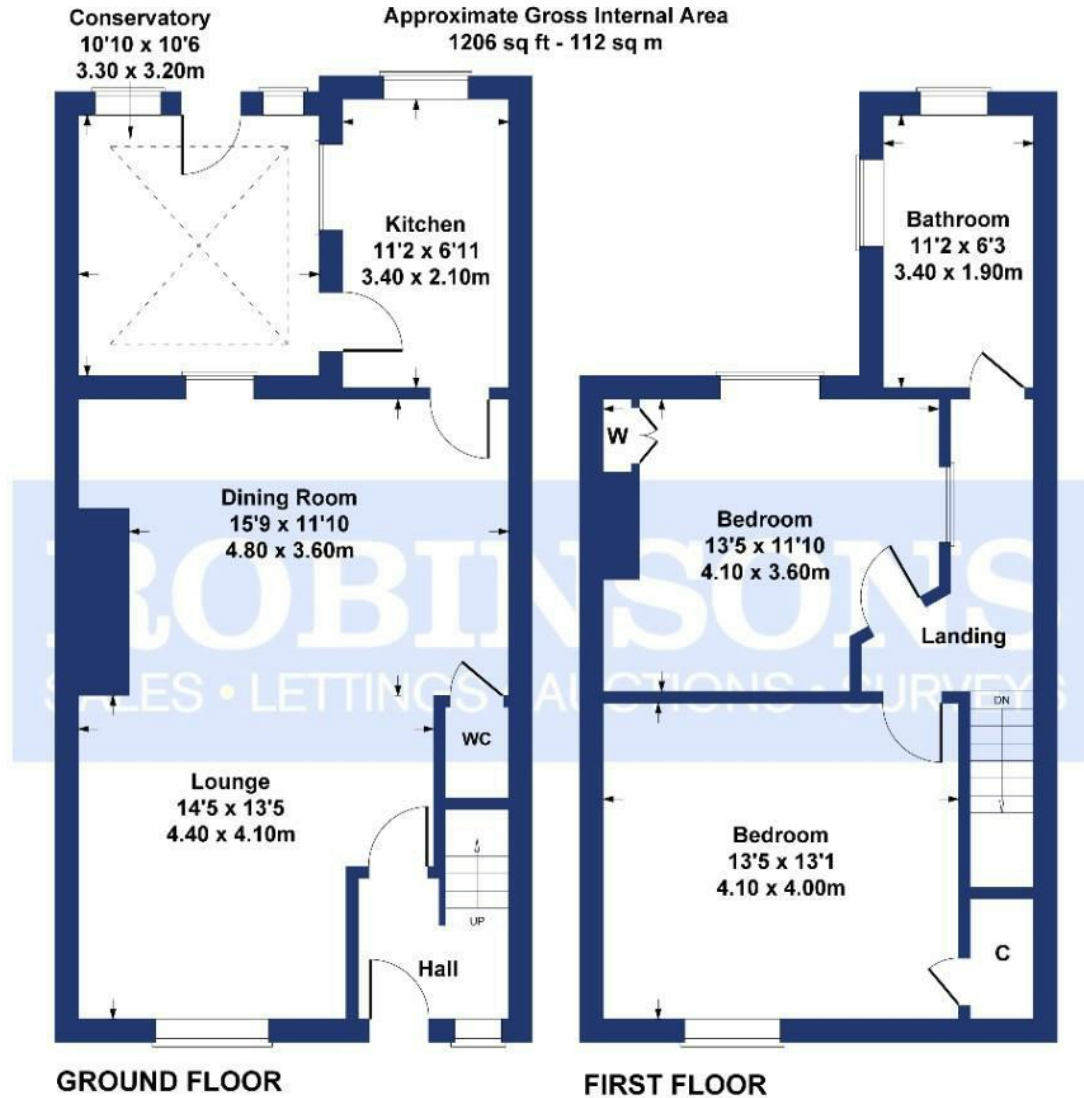 Approximate Gross Internal Area
1206 sq ft - 112 sq m
Conservatory
10'10 x 10'6
3.30 x 3.20m
Kitchen
11'2 x 6'11
3.40 x 2.10m
Dining Room
15'9 x 11'10
4.80 x 3.60m
WC
Lounge
14'5 x 13'5
4.40 x 4.10m
UP
Hall
GROUND FLOOR
Bathroom
11'2 x 6'3
3.40 x 1.90m
W
Bedroom
13'5 x 11'10
4.10 x 3.60m
Landing
DN
Bedroom
13'5 x 13'1
4.10 x 4.00m
C
FIRST FLOOR
ROBINSONS
SALES • LETTINGS • AUCTIONS • SURVEYS